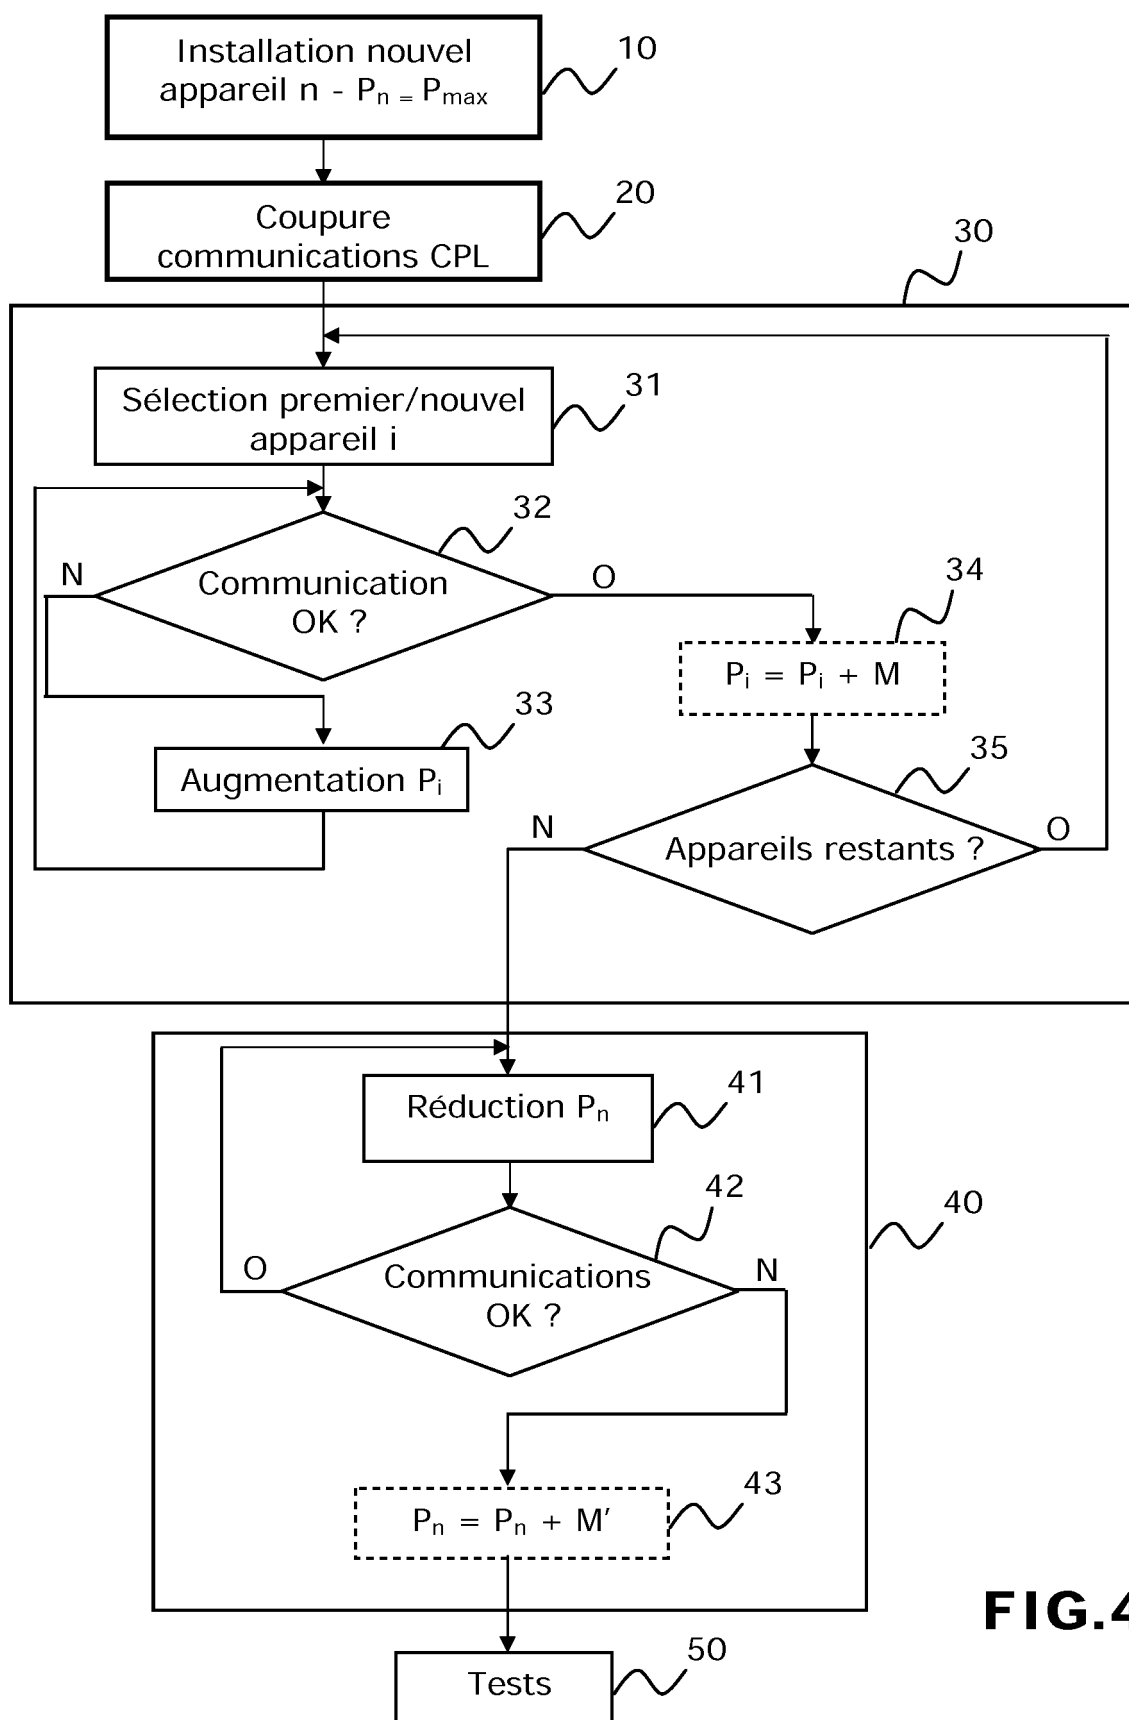 Installation nouvel
appareil n - Pn = Pmax
10
Coupure
communications CPL
20
30
Sélection premier/nouvel
appareil i
31
32
N
Communication
OK ?
O
34
Pi = Pi + M
33
Augmentation Pi
35
N
Appareils restants ?
O
41
Réduction Pn
42
40
O
Communications
OK ?
N
43
Pn = Pn + M'
FIG.4
50
Tests